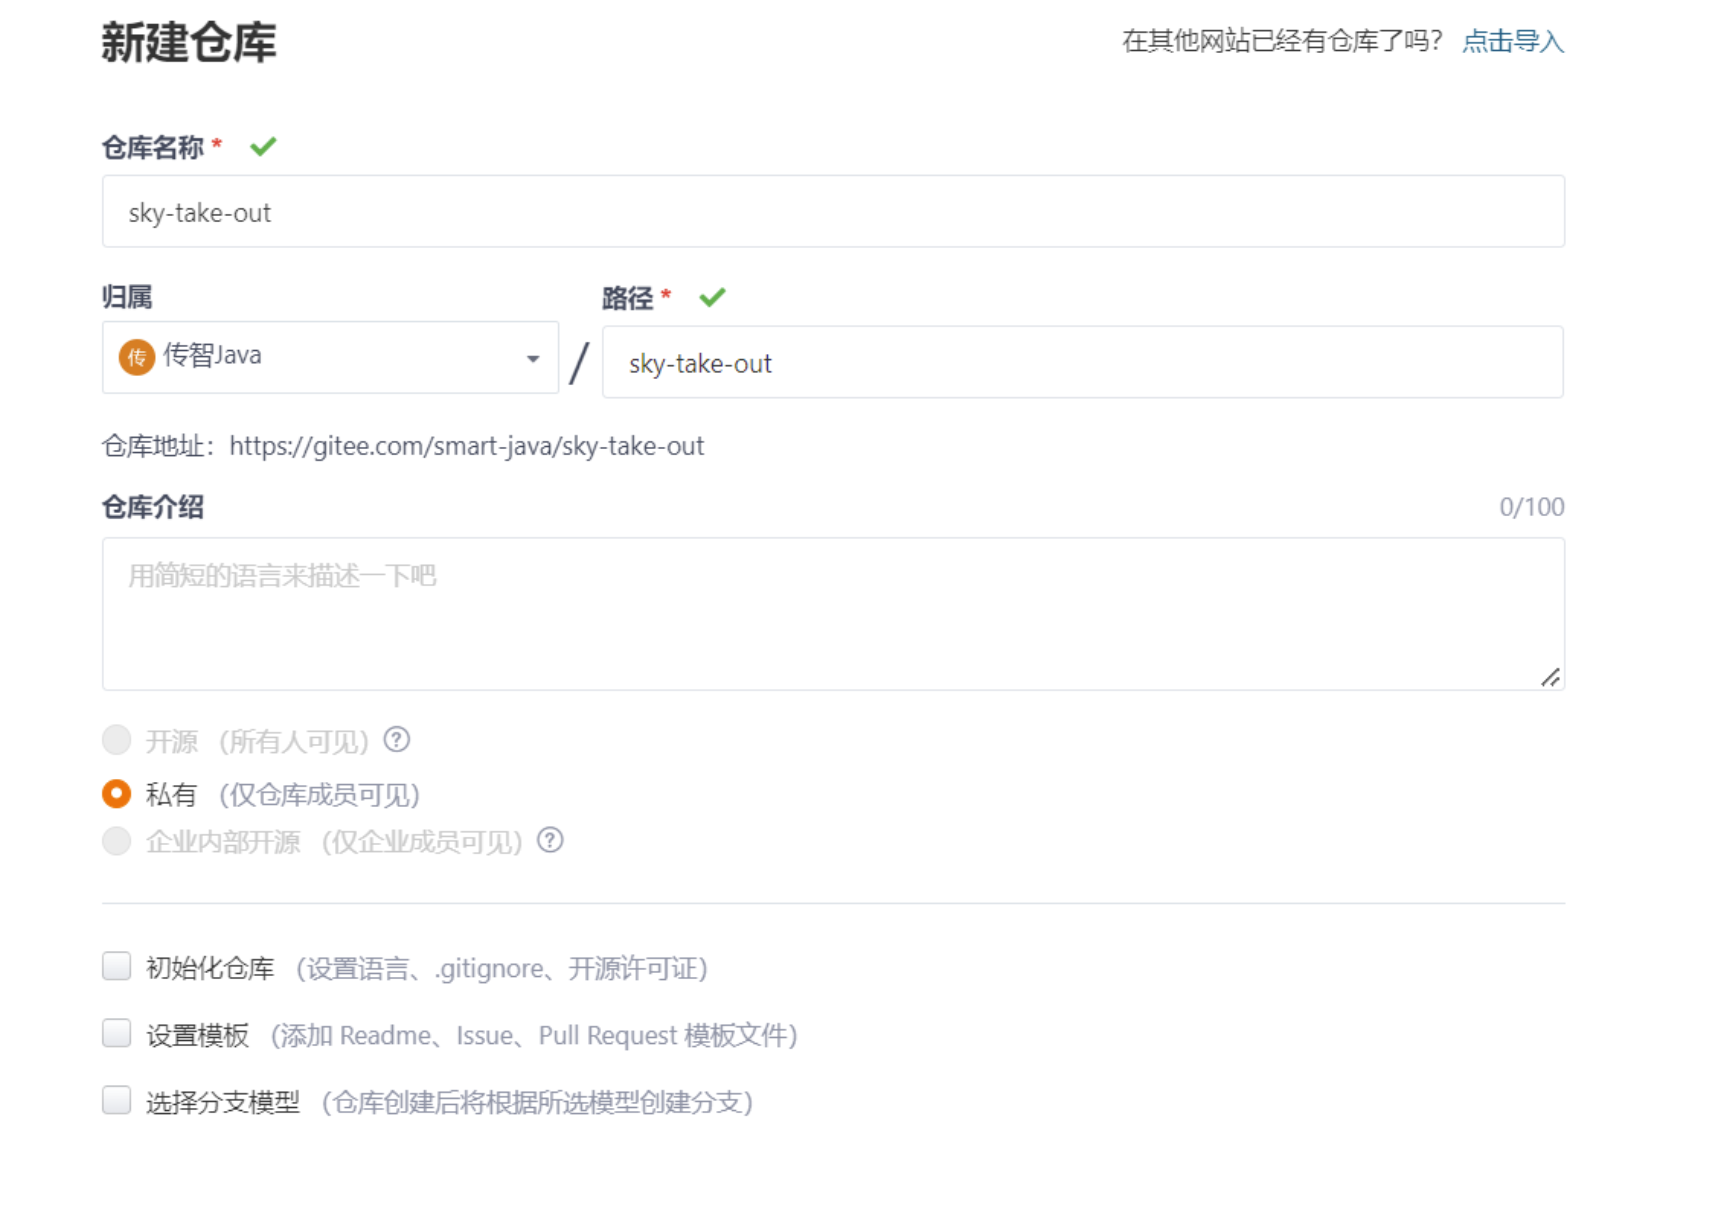 新建仓库
在其他网站已经有仓库了吗? 点击导入
仓库名称 *
sky-take-out
归属
路径 *
传 传智Java
/
sky-take-out
仓库地址：https://gitee.com/smart-java/sky-take-out
仓库介绍
0/100
用简短的语言来描述一下吧
开源 (所有人可见) ?
私有 (仅仓库成员可见)
企业内部开源 (仅企业成员可见) ?
初始化仓库 (设置语言、.gitignore、开源许可证)
设置模板 (添加 Readme、Issue、Pull Request 模板文件)
选择分支模型 (仓库创建后将根据所选模型创建分支)